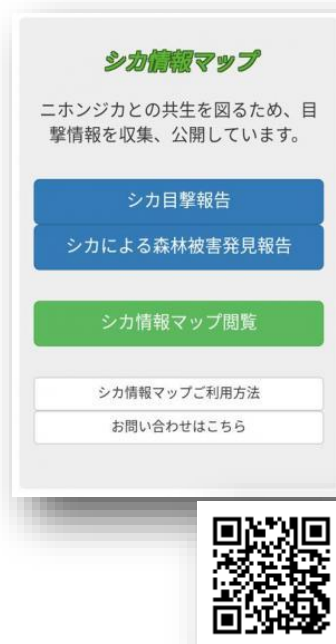 シカ情報マップ
ニホンジカとの共生を図るため、目
撃情報を収集、公開しています。
シカ目撃報告
シカによる森林被害発見報告
シカ情報マップ閲覧
シカ情報マップご利用方法
お問い合わせはこちら